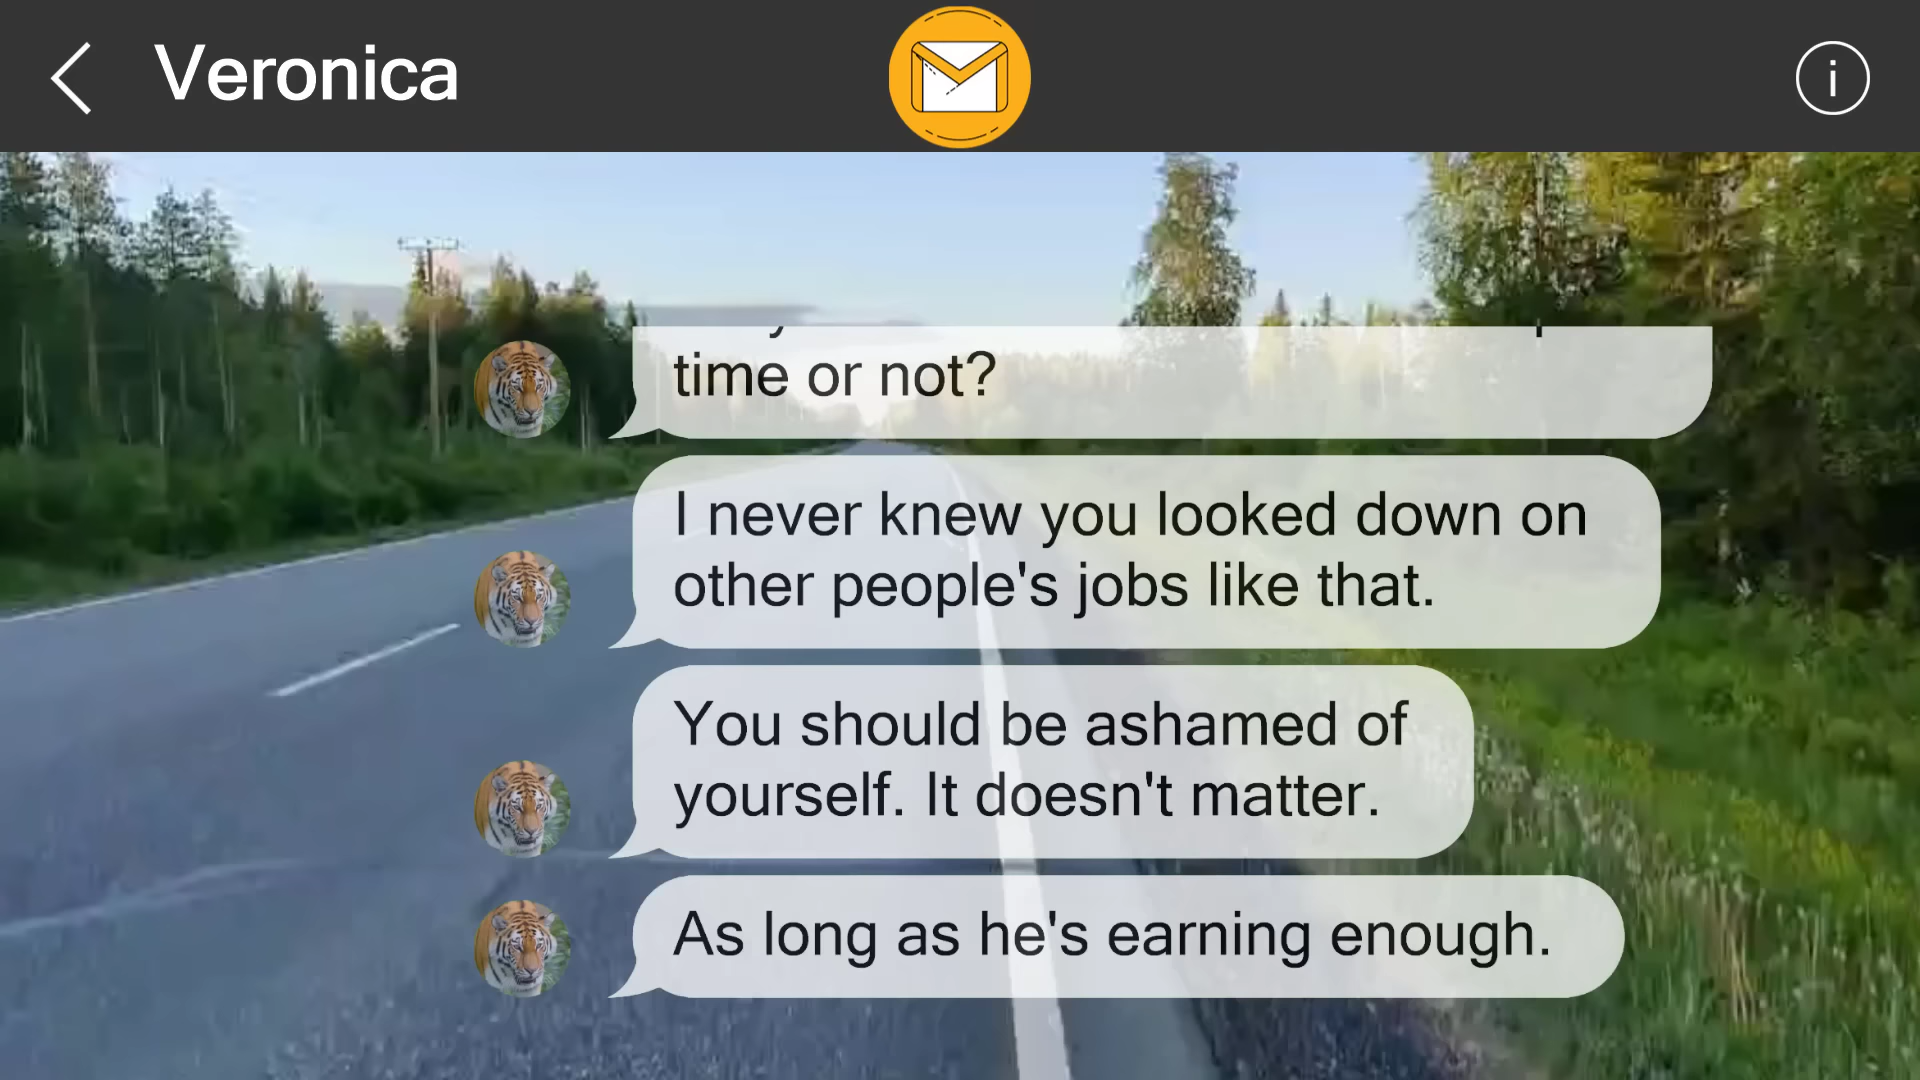 Veronica
time or not?
I never knew you looked down on
other people's jobs like that.
You should be ashamed of
yourself. It doesn't matter.
As long as he's earning enough.